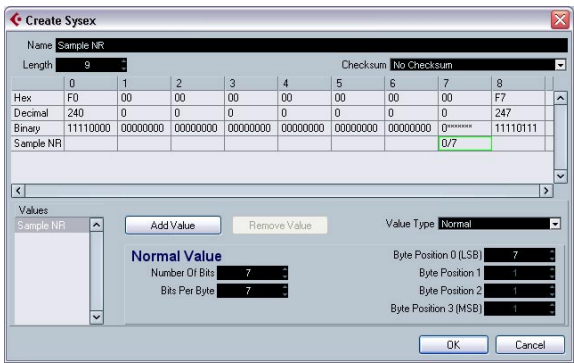 Create Sysex
Name Sample NR
Length 9 Checksum No Checksum
0 1 2 3 4 5 6 7 8
Hex F0 00 00 00 00 00 00 00 F7
Decimal 240 0 0 0 0 0 0 0 247
Binary 11110000 00000000 00000000 00000000 00000000 00000000 00000000 0******* 11110111
Sample NR 0/7
Values
Sample NR Add Value Remove Value Value Type Normal
Normal Value Byte Position 0 (LSB) 7
Number Of Bits 7 Byte Position 1 1
Bits Per Byte 7 Byte Position 2 1
Byte Position 3 (MSB) 1
OK Cancel